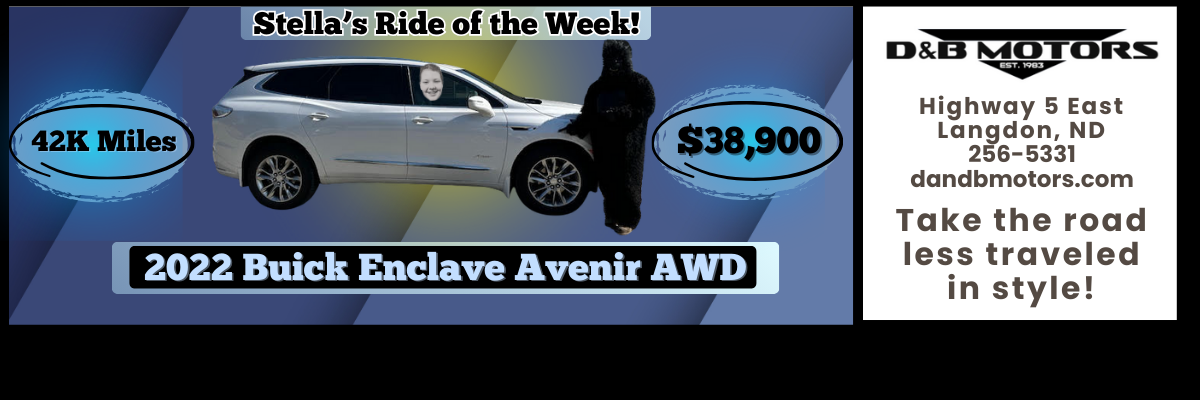 Stella's Ride of the Week!
42K Miles
$38,900
2022 Buick Enclave Avenir AWD
D&B MOTORS
EST. 1983
Highway 5 East
Langdon, ND
256-5331
dandbmotors.com
Take the road
less traveled
in style!